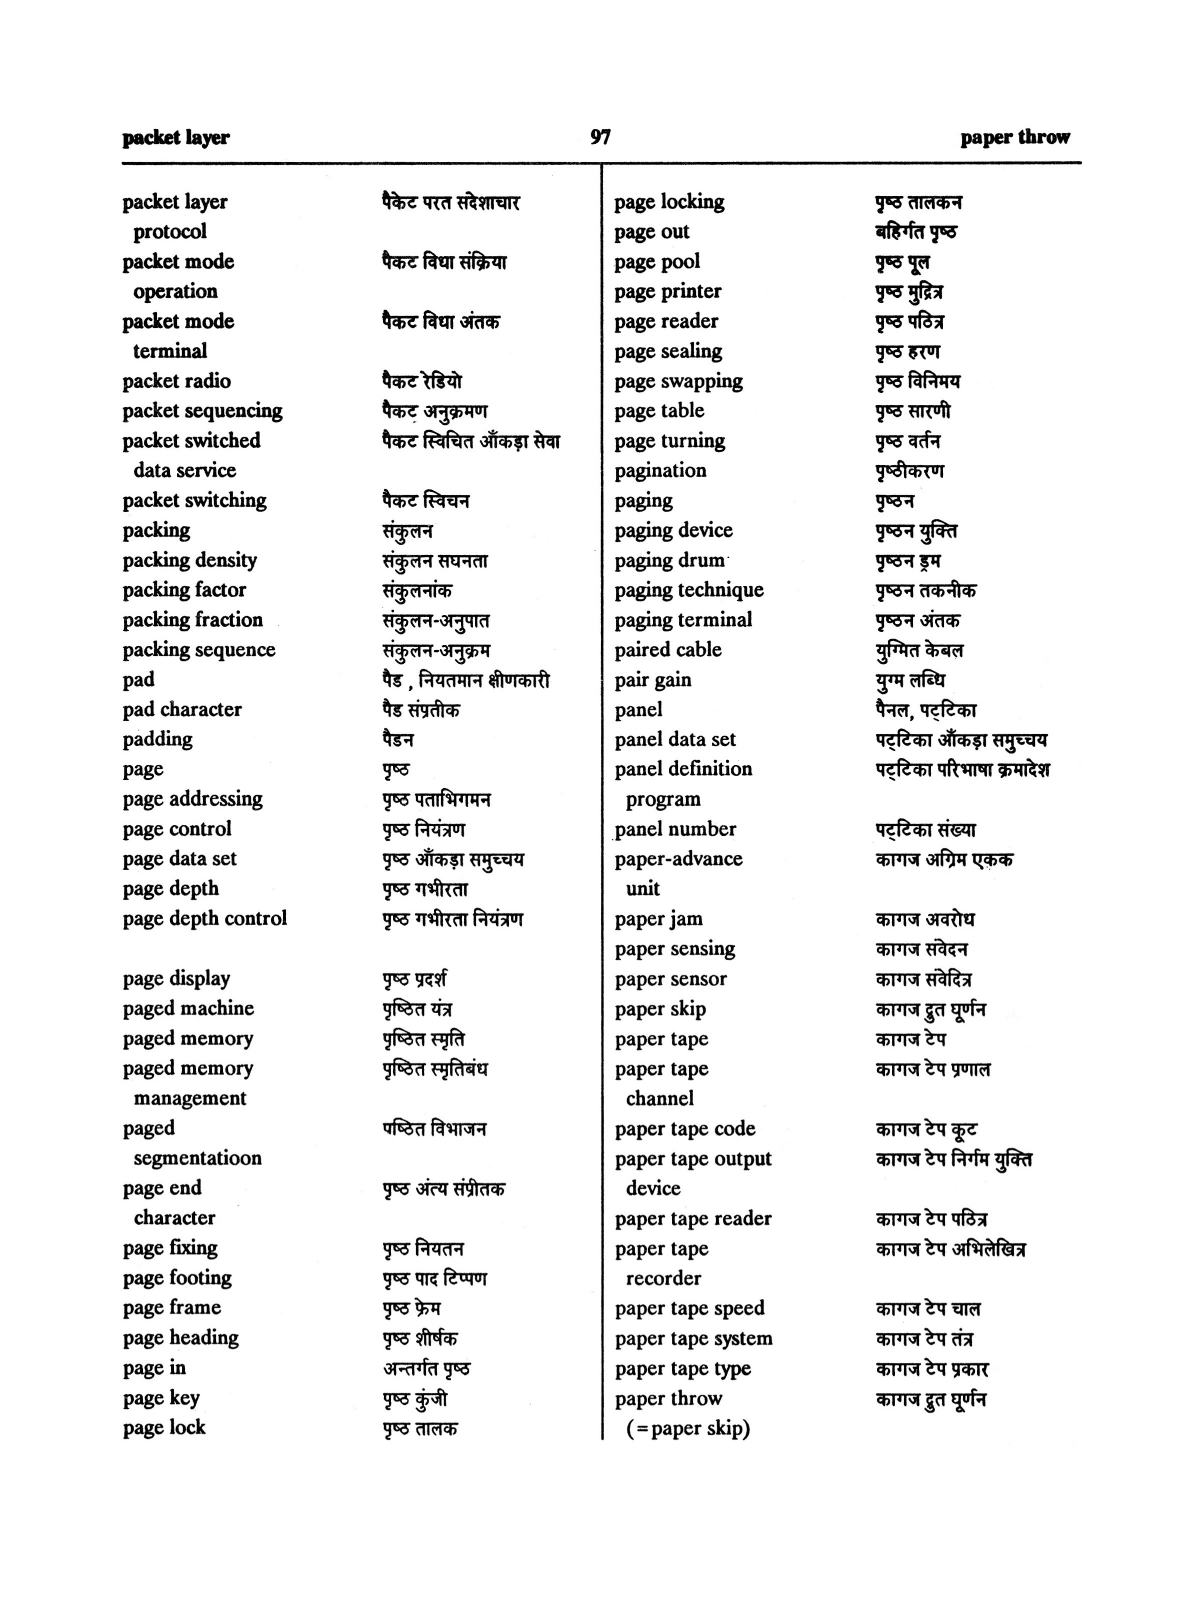 packet layer 97 paper throw
packet layer पैकेट परत संदेशाचार
protocol
packet mode पैकट विधा संक्रिया
operation
packet mode पैकट विधा अंतक
terminal
packet radio पैकट रेडियो
packet sequencing पैकट अनुक्रमण
packet switched पैकट स्विचित आँकड़ा सेवा
data service
packet switching पैकट स्विचन
packing संकुलन
packing density संकुलन सघनता
packing factor संकुलनांक
packing fraction संकुलन-अनुपात
packing sequence संकुलन-अनुक्रम
pad पैड , नियतमान क्षीणकारी
pad character पैड संप्रतीक
padding पैडन
page पृष्ठ
page addressing पृष्ठ पताभिगमन
page control पृष्ठ नियंत्रण
page data set पृष्ठ आँकड़ा समुच्चय
page depth पृष्ठ गभीरता
page depth control पृष्ठ गभीरता नियंत्रण
page display पृष्ठ प्रदर्श
paged machine पृष्ठित यंत्र
paged memory पृष्ठित स्मृति
paged memory पृष्ठित स्मृतिबंध
management
paged पष्ठित विभाजन
segmentatioon
page end पृष्ठ अंत्य संप्रीतक
character
page fixing पृष्ठ नियतन
page footing पृष्ठ पाद टिप्पण
page frame पृष्ठ फ्रेम
page heading पृष्ठ शीर्षक
page in अन्तर्गत पृष्ठ
page key पृष्ठ कुंजी
page lock पृष्ठ तालक
page locking पृष्ठ तालकन
page out बहिर्गत पृष्ठ
page pool पृष्ठ पूल
page printer पृष्ठ मुद्रित्र
page reader पृष्ठ पठित्र
page sealing पृष्ठ हरण
page swapping पृष्ठ विनिमय
page table पृष्ठ सारणी
page turning पृष्ठ वर्तन
pagination पृष्ठीकरण
paging पृष्ठन
paging device पृष्ठन युक्ति
paging drum पृष्ठन ड्रम
paging technique पृष्ठन तकनीक
paging terminal पृष्ठन अंतक
paired cable युग्मित केबल
pair gain युग्म लब्धि
panel पैनल, पट्टिका
panel data set पट्टिका आँकड़ा समुच्चय
panel definition पट्टिका परिभाषा क्रमादेश
program
panel number पट्टिका संख्या
paper-advance कागज अग्रिम एकक
unit
paper jam कागज अवरोध
paper sensing कागज संवेदन
paper sensor कागज संवेदित्र
paper skip कागज द्रुत घूर्णन
paper tape कागज टेप
paper tape कागज टेप प्रणाल
channel
paper tape code कागज टेप कूट
paper tape output कागज टेप निर्गम युक्ति
device
paper tape reader कागज टेप पठित्र
paper tape कागज टेप अभिलेखित्र
recorder
paper tape speed कागज टेप चाल
paper tape system कागज टेप तंत्र
paper tape type कागज टेप प्रकार
paper throw कागज द्रुत घूर्णन
(=paper skip)